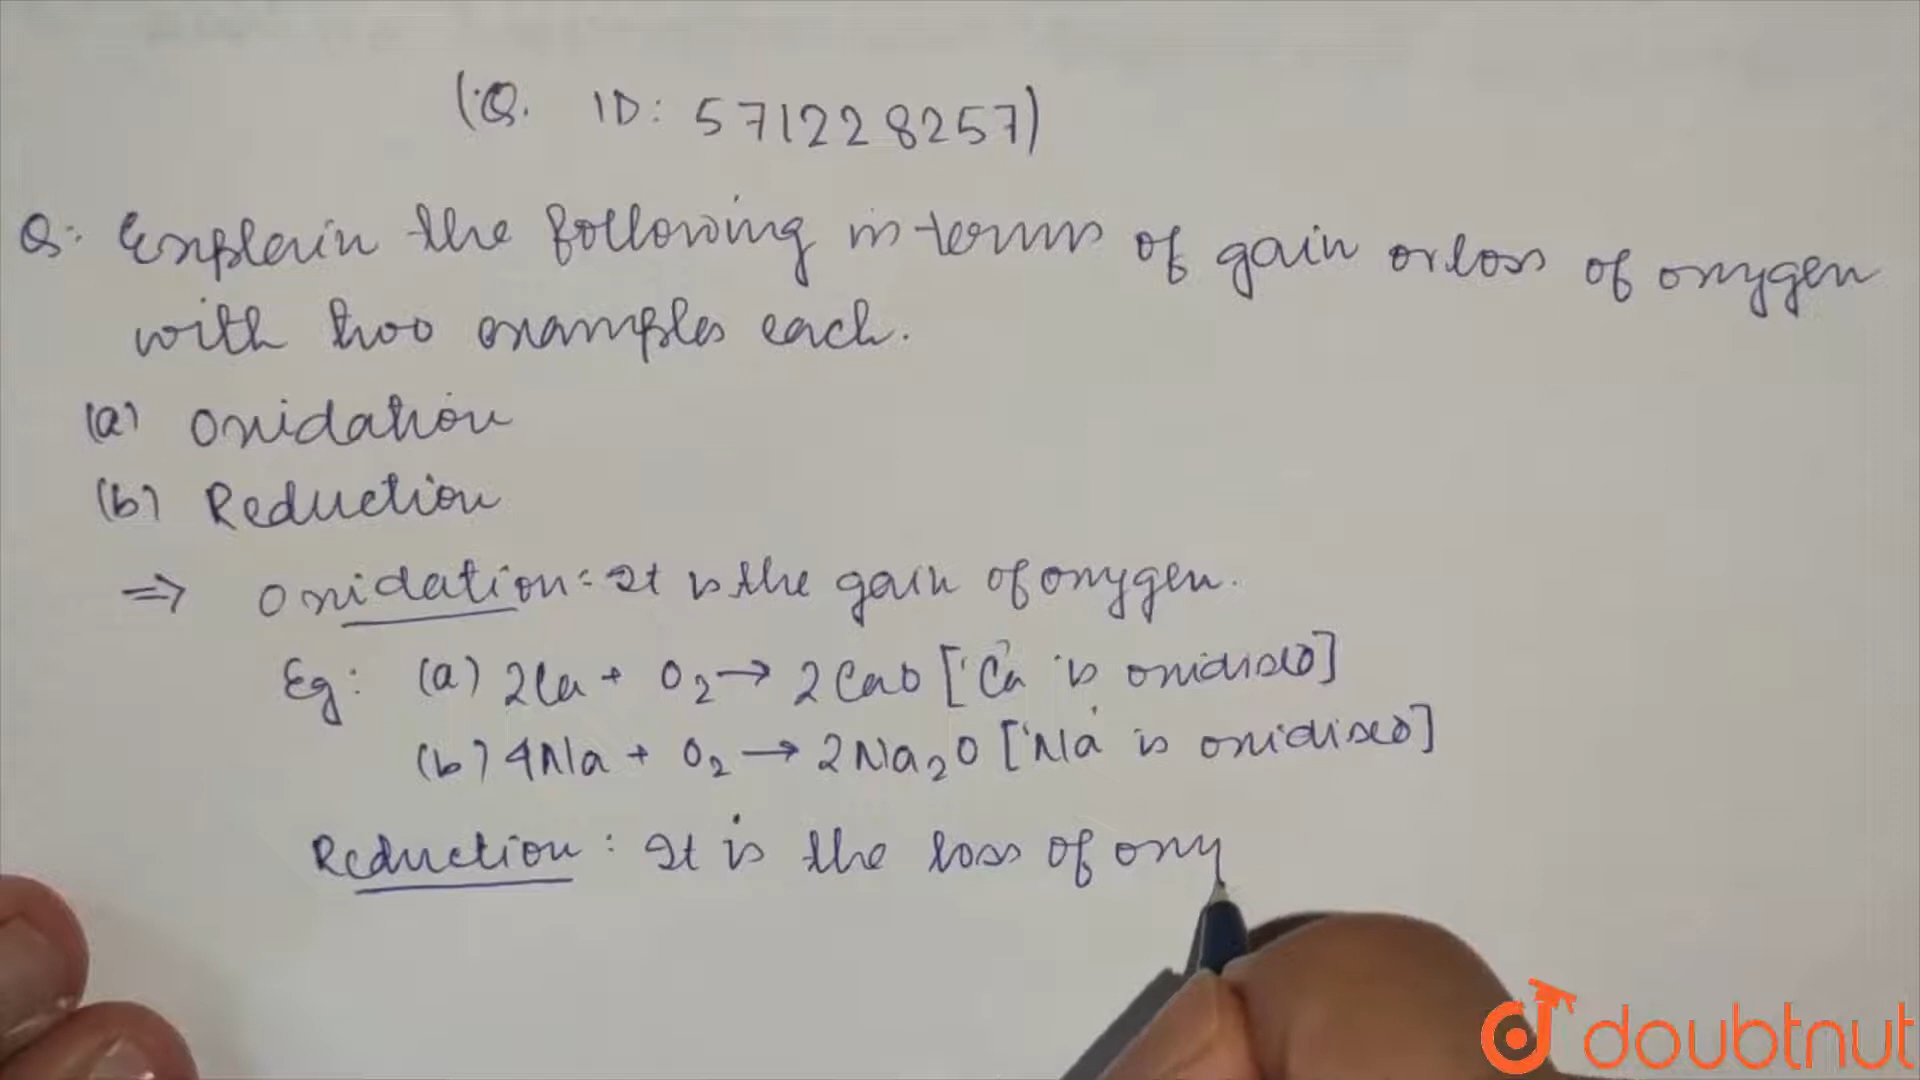 (Q. ID: 571228257)
Q: Explain the following in terms of gain or loss of oxygen
with two examples each.
(a) Oxidation
(b) Reduction
⇒ Oxidation: It is the gain of oxygen.
Eg: (a) 2Ca + O₂ → 2CaO ['Ca' is oxidised]
(b) 4Na + O₂ → 2Na₂O ['Na' is oxidised]
Reduction: It is the loss of oxy
doubtnut